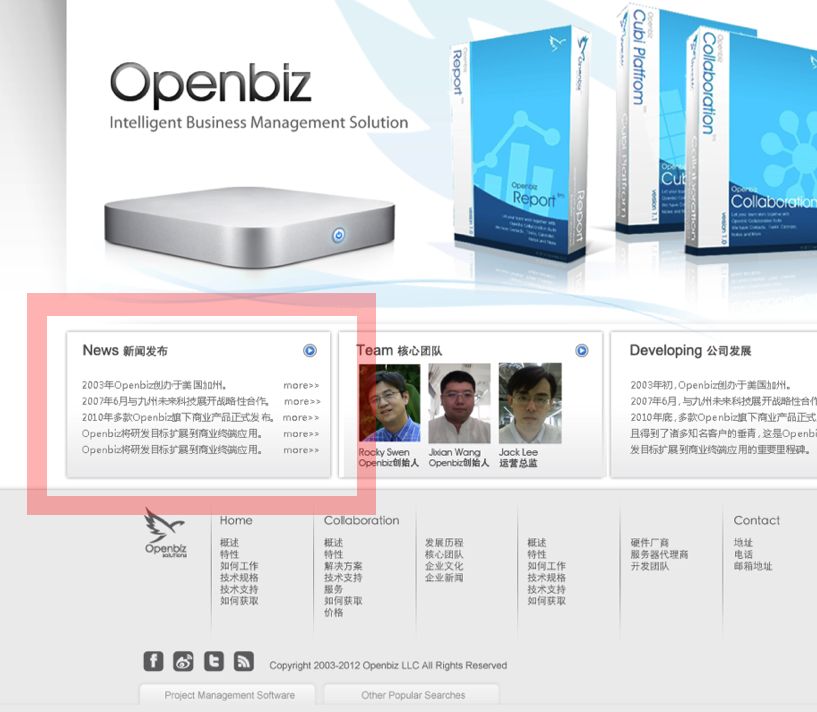 Openbiz
Intelligent Business Management Solution
Openbiz
Report
Openbiz
Report
Report
version 1.0
Openbiz
Cubi Platfrom
Cubi Platfrom
version 1.1
Openbiz
Collaboration
Openbiz
Collaboration
Collaboration
version 1.0
News 新闻发布
2003年Openbiz创办于美国加州。 more>>
2007年6月与九州未来科技展开战略性合作。 more>>
2010年多款Openbiz旗下商业产品正式发布。 more>>
Openbiz将研发目标扩展到商业终端应用。 more>>
Openbiz将研发目标扩展到商业终端应用。 more>>
Team 核心团队
Rocky Swen
Openbiz创始人
Jixian Wang
Openbiz创始人
Jack Lee
运营总监
Developing 公司发展
2003年初，Openbiz创办于美国加州。
2007年6月，与九州未来科技展开战略性合作
2010年底，多款Openbiz旗下商业产品正式
且得到了诸多知名客户的垂青，这是Openbi
发目标扩展到商业终端应用的重要里程碑。
Openbiz
solutions
Home
概述
特性
如何工作
技术规格
技术支持
如何获取
Collaboration
概述
特性
解决方案
技术支持
服务
如何获取
价格
发展历程
核心团队
企业文化
企业新闻
概述
特性
如何工作
技术规格
技术支持
如何获取
硬件厂商
服务器代理商
开发团队
Contact
地址
电话
邮箱地址
Copyright 2003-2012 Openbiz LLC All Rights Reserved
Project Management Software
Other Popular Searches